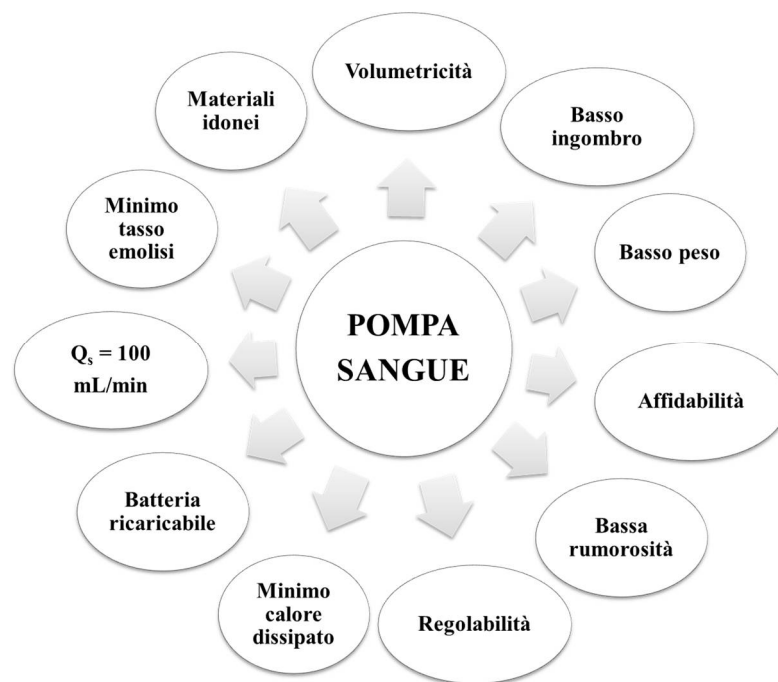 Volumetricità
Basso
ingombro
Basso peso
Affidabilità
Bassa
rumorosità
Regolabilità
Minimo
calore
dissipato
Batteria
ricaricabile
Qₛ = 100
mL/min
Minimo
tasso
emolisi
Materiali
idonei
POMPA
SANGUE